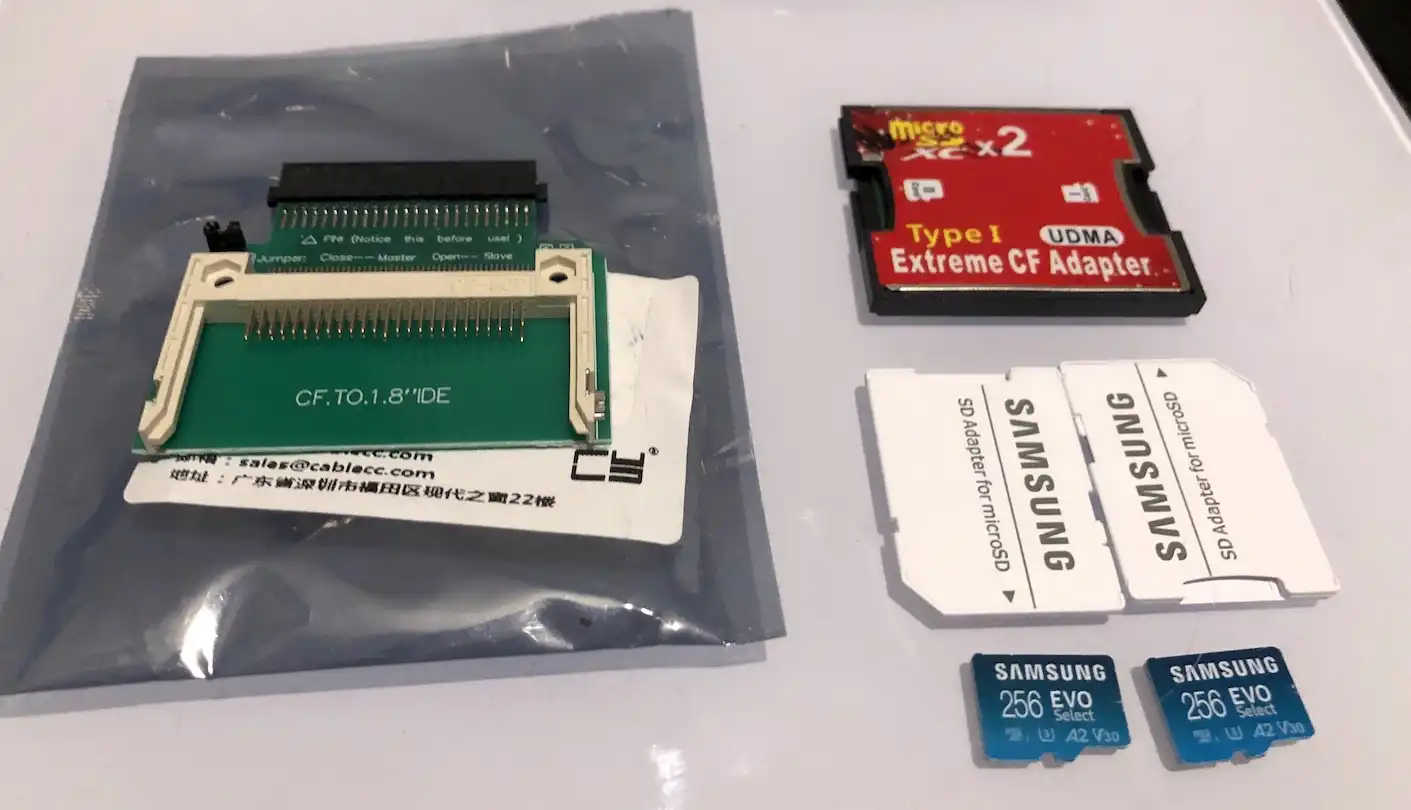 △ PIN (Notice this before use!)
Jumper: Close-- Master Open-- Slave
CF.TO.1.8''IDE
sales@cablecc.com
地址：广东省深圳市福田区现代之窗22楼
micro
XC x2
Type I UDMA
Extreme CF Adapter
SAMSUNG
SD Adapter for microSD
SAMSUNG
SD Adapter for microSD
SAMSUNG
256 EVO
Select
A2 V30
SAMSUNG
256 EVO
Select
A2 V30